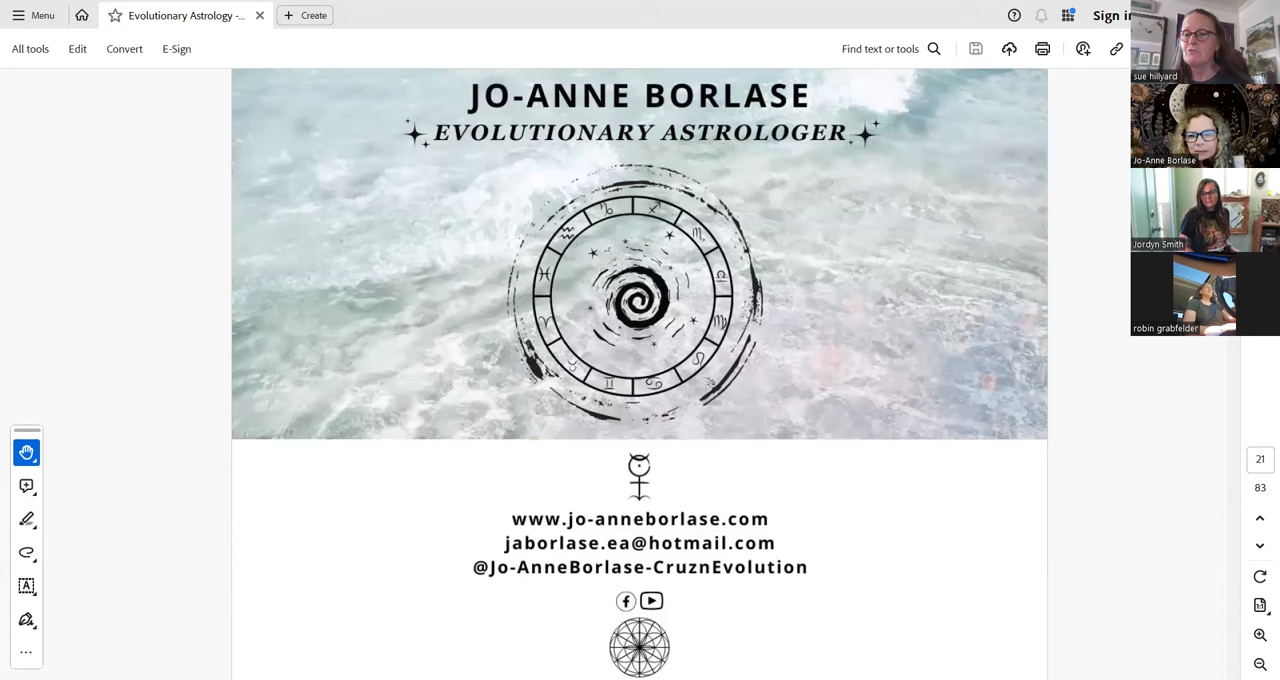 Menu
Evolutionary Astrology -...
Create
Sign in
All tools
Edit
Convert
E-Sign
Find text or tools
JO-ANNE BORLASE
EVOLUTIONARY ASTROLOGER
♑ ♐ ♏ ♎ ♍ ♌ ♋ ♊ ♉ ♈ ♓ ♒
www.jo-anneborlase.com
jaborlase.ea@hotmail.com
@Jo-AnneBorlase-CruznEvolution
sue hillyard
Jo-Anne Borlase
Jordyn Smith
robin grabfelder
21
83
1:1